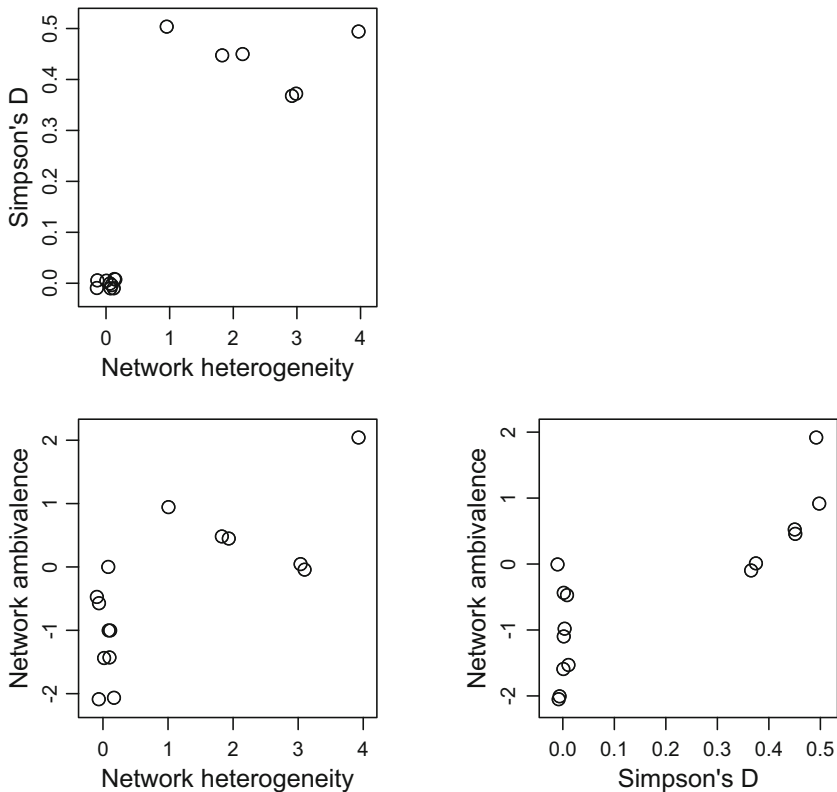 Simpson's D
0.0 0.1 0.2 0.3 0.4 0.5
0 1 2 3 4
Network heterogeneity
Network ambivalence
-2 -1 0 1 2
0 1 2 3 4
Network heterogeneity
Network ambivalence
-2 -1 0 1 2
0.0 0.1 0.2 0.3 0.4 0.5
Simpson's D